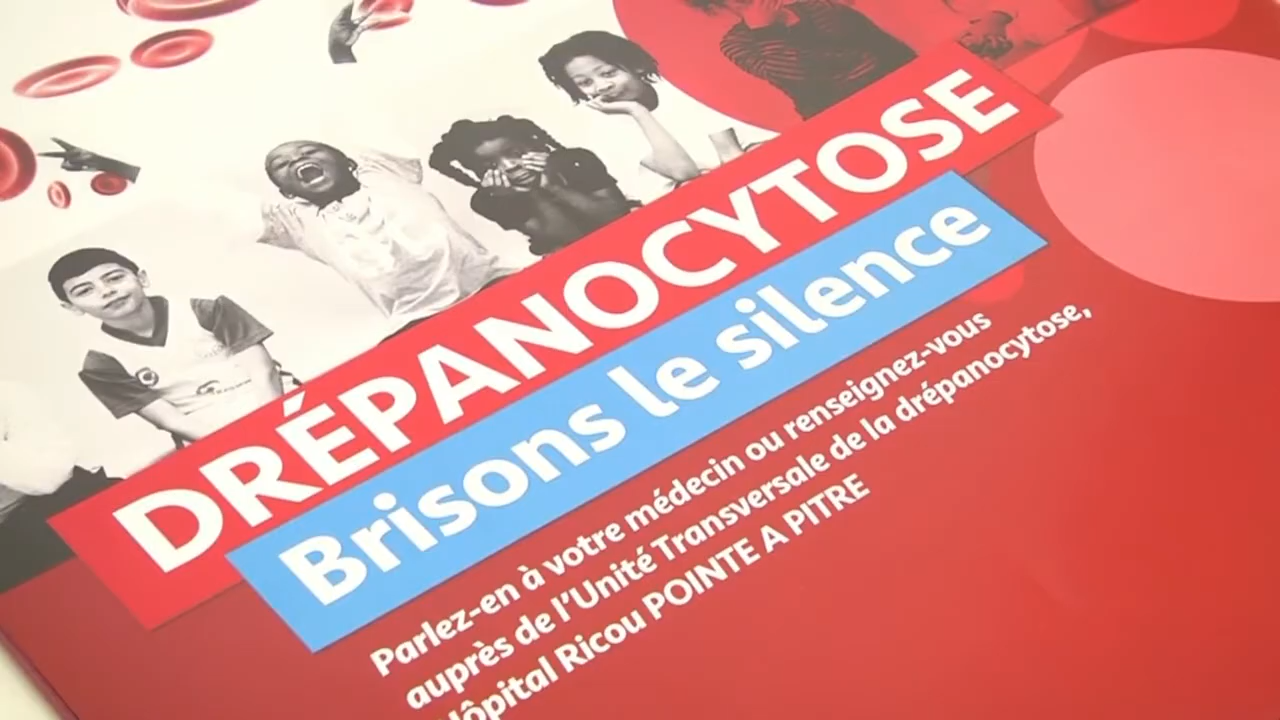 DRÉPANOCYTOSE
Brisons le silence
Parlez-en à votre médecin ou renseignez-vous
auprès de l'Unité Transversale de la drépanocytose,
Hôpital Ricou POINTE A PITRE